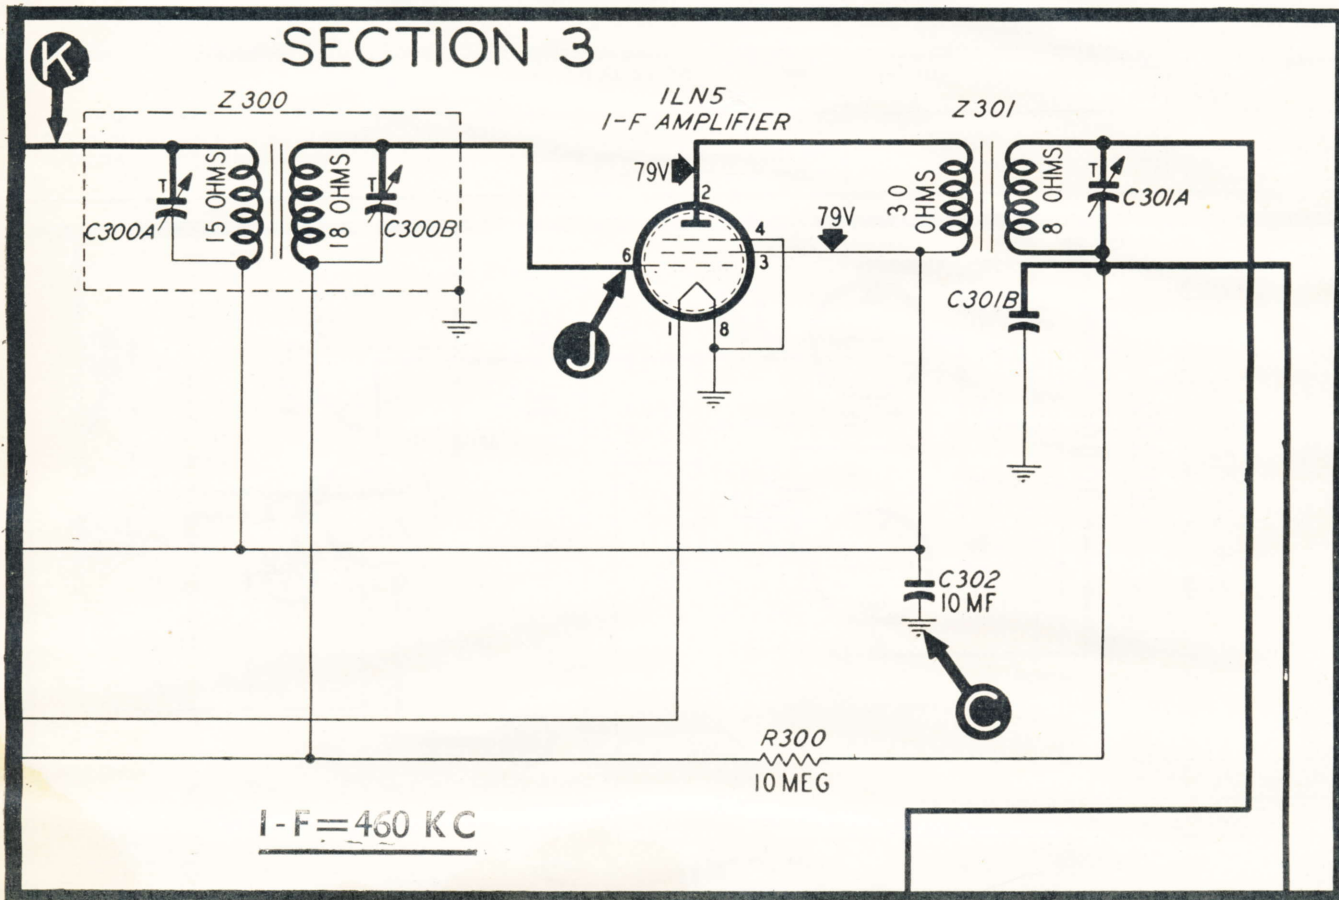 SECTION 3
K
Z 300
1LN5
I-F AMPLIFIER
Z 301
79V
2
T
C300A
15 OHMS
18 OHMS
T
C300B
6
4
3
79V
30
OHMS
8 OHMS
T
C301A
J
1
8
C301B
C302
10 MF
C
R300
10 MEG
I-F=460 KC